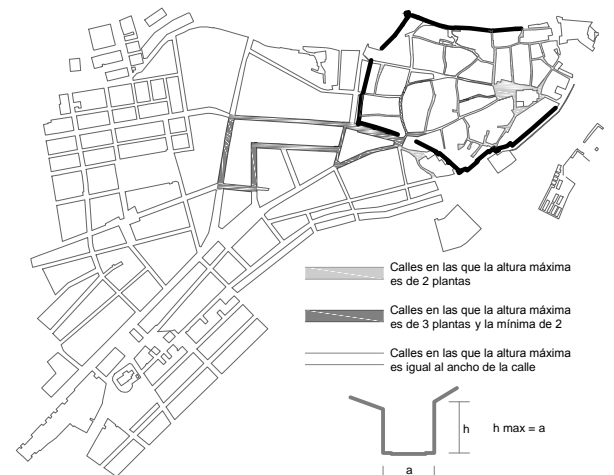 Calles en las que la altura máxima
es de 2 plantas
Calles en las que la altura máxima
es de 3 plantas y la mínima de 2
Calles en las que la altura máxima
es igual al ancho de la calle
h
h max = a
a